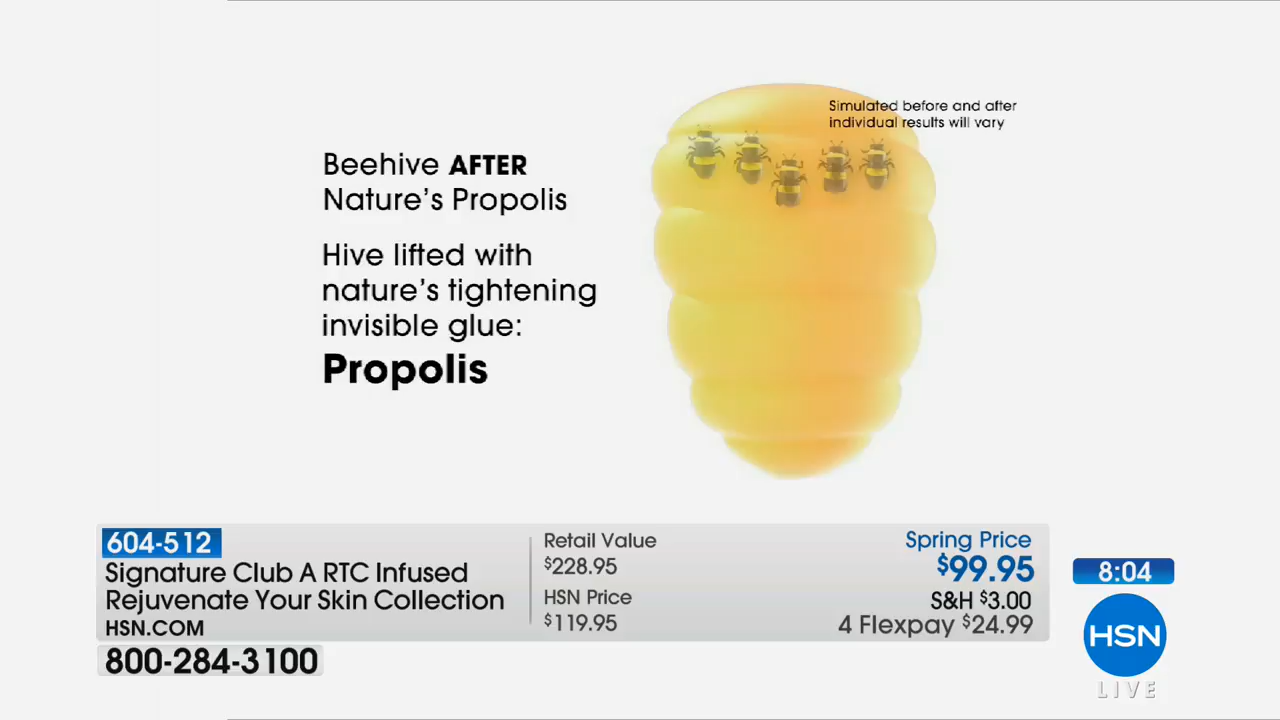 Simulated before and after
individual results will vary
Beehive AFTER
Nature's Propolis
Hive lifted with
nature's tightening
invisible glue:
Propolis
604-512
Signature Club A RTC Infused
Rejuvenate Your Skin Collection
HSN.COM
800-284-3100
Retail Value
$228.95
HSN Price
$119.95
Spring Price
$99.95
S&H $3.00
4 Flexpay $24.99
8:04
HSN
LIVE